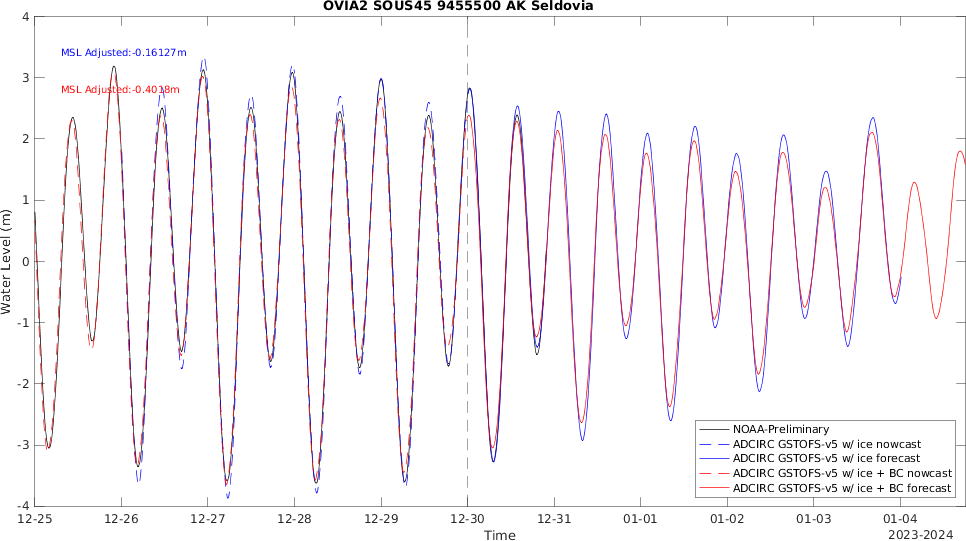 OVIA2 SOUS45 9455500 AK Seldovia
MSL Adjusted:-0.16127m
MSL Adjusted:-0.4018m
Water Level (m)
4
3
2
1
0
-1
-2
-3
-4
NOAA-Preliminary
ADCIRC GSTOFS-v5 w/ ice nowcast
ADCIRC GSTOFS-v5 w/ ice forecast
ADCIRC GSTOFS-v5 w/ ice + BC nowcast
ADCIRC GSTOFS-v5 w/ ice + BC forecast
12-25 12-26 12-27 12-28 12-29 12-30 12-31 01-01 01-02 01-03 01-04
Time
2023-2024